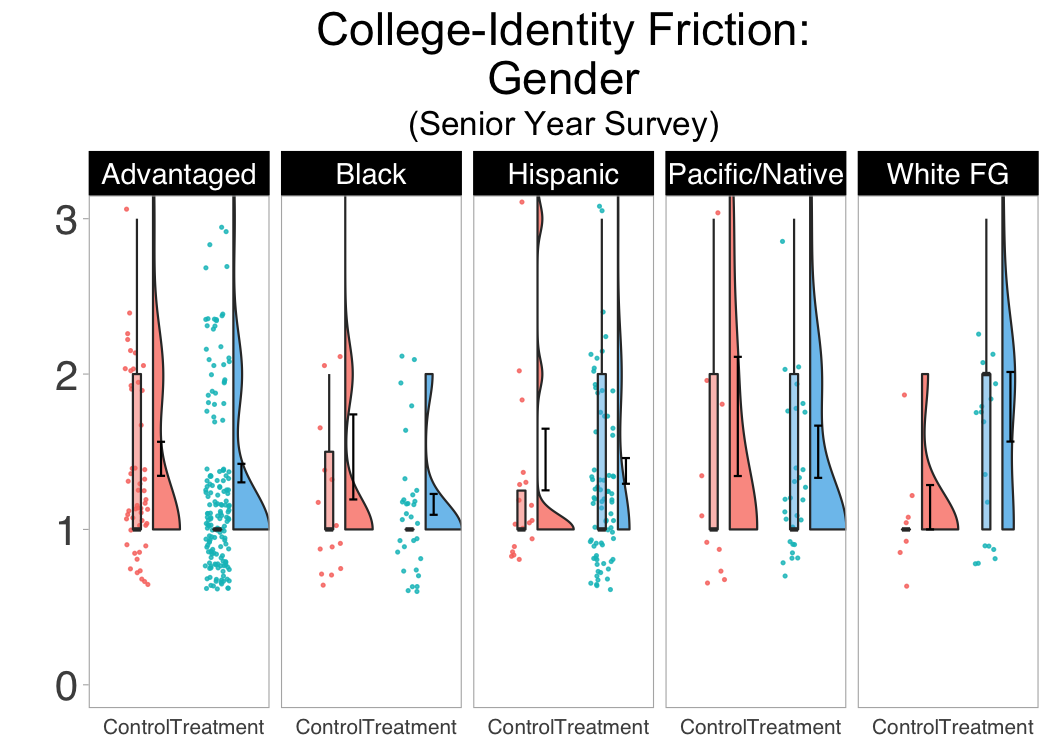 College-Identity Friction:
Gender
(Senior Year Survey)
Advantaged Black Hispanic Pacific/Native White FG
3
2
1
0
ControlTreatment ControlTreatment ControlTreatment ControlTreatment ControlTreatment